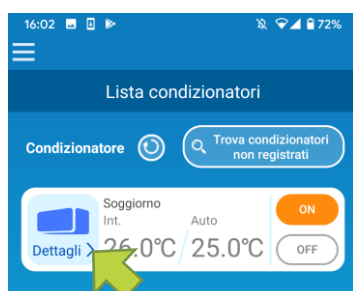 16:02 72%
Lista condizionatori
Condizionatore
Trova condizionatori
non registrati
Soggiorno
Int. Auto
26.0°C / 25.0°C
Dettagli
ON
OFF